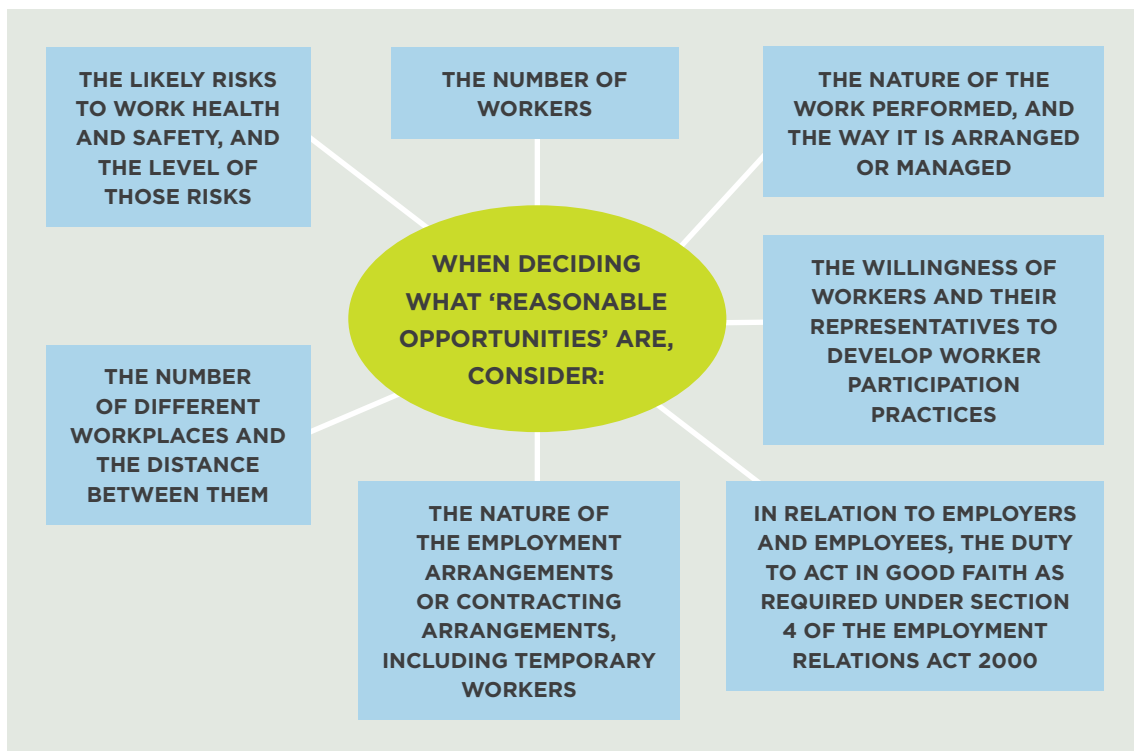 THE LIKELY RISKS
TO WORK HEALTH
AND SAFETY, AND
THE LEVEL OF
THOSE RISKS
THE NUMBER OF
WORKERS
THE NATURE OF THE
WORK PERFORMED, AND
THE WAY IT IS ARRANGED
OR MANAGED
WHEN DECIDING
WHAT ‘REASONABLE
OPPORTUNITIES’ ARE,
CONSIDER:
THE WILLINGNESS OF
WORKERS AND THEIR
REPRESENTATIVES TO
DEVELOP WORKER
PARTICIPATION
PRACTICES
THE NUMBER
OF DIFFERENT
WORKPLACES AND
THE DISTANCE
BETWEEN THEM
THE NATURE OF
THE EMPLOYMENT
ARRANGEMENTS
OR CONTRACTING
ARRANGEMENTS,
INCLUDING TEMPORARY
WORKERS
IN RELATION TO EMPLOYERS
AND EMPLOYEES, THE DUTY
TO ACT IN GOOD FAITH AS
REQUIRED UNDER SECTION
4 OF THE EMPLOYMENT
RELATIONS ACT 2000